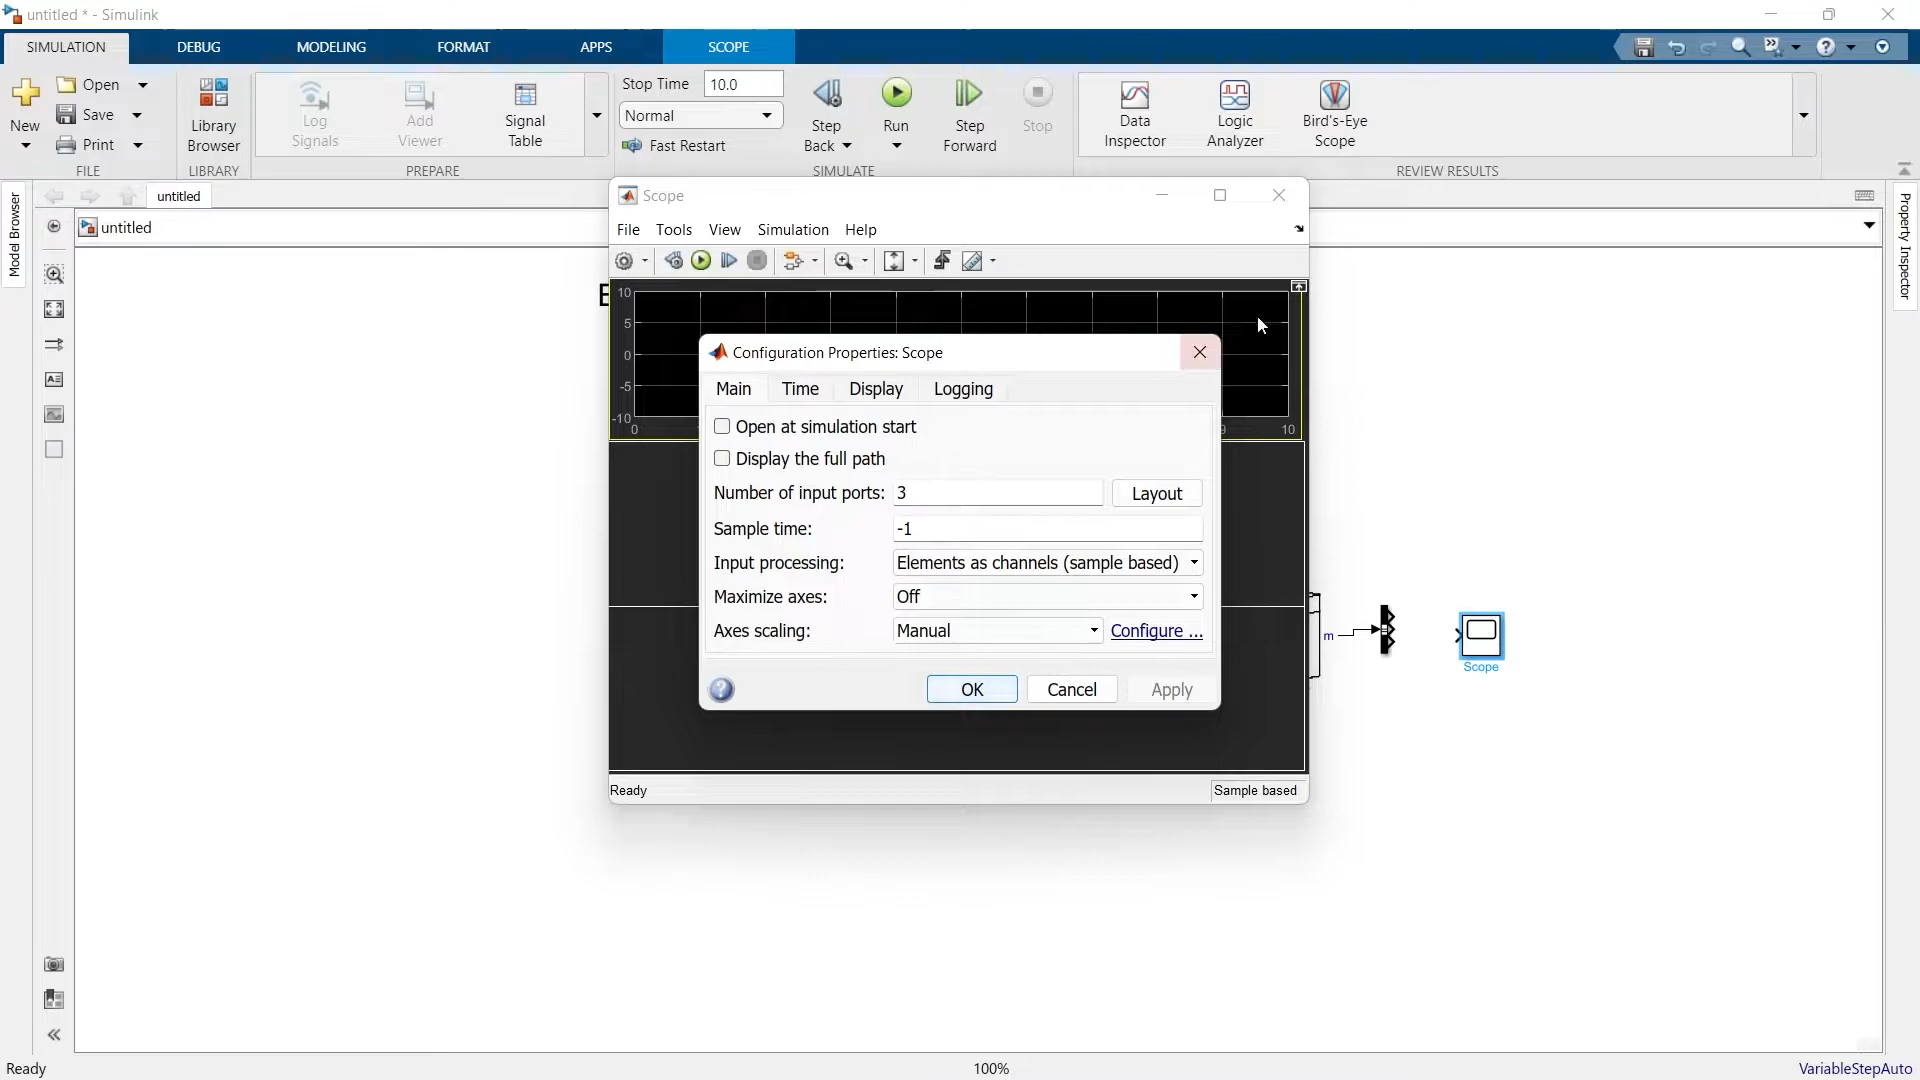 untitled * - Simulink
SIMULATION
DEBUG
MODELING
FORMAT
APPS
SCOPE
New
Open
Save
Print
FILE
Library
Browser
LIBRARY
Log
Signals
Add
Viewer
Signal
Table
PREPARE
Stop Time 10.0
Normal
Fast Restart
Step
Back
Run
Step
Forward
Stop
SIMULATE
Data
Inspector
Logic
Analyzer
Bird's-Eye
Scope
REVIEW RESULTS
Model Browser
untitled
untitled
Property Inspector
Scope
File Tools View Simulation Help
10
5
0
-5
-10
0
9
10
Configuration Properties: Scope
Main Time Display Logging
Open at simulation start
Display the full path
Number of input ports: 3 Layout
Sample time: -1
Input processing: Elements as channels (sample based)
Maximize axes: Off
Axes scaling: Manual Configure ...
OK Cancel Apply
Ready
Sample based
m
Scope
Ready
100%
VariableStepAuto